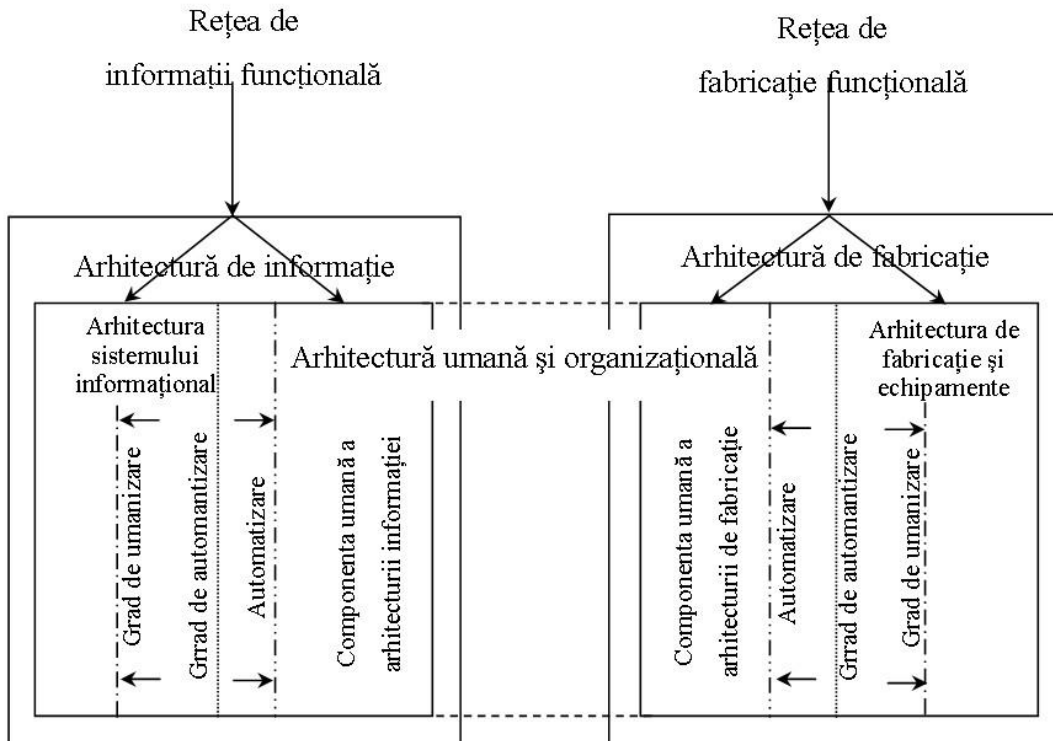 Rețea de
informații funcțională
Rețea de
fabricație funcțională
Arhitectură de informație
Arhitectură de fabricație
Arhitectura
sistemului
informațional
Arhitectură umană şi organizațională
Arhitectura de
fabricație şi
echipamente
Grad de umanizare
Grrad de automantizare
Automatizare
Componenta umană a
arhitecturii informației
Componenta umană a
arhitecturii de fabricație
Automatizare
Grrad de automantizare
Grad de umanizare